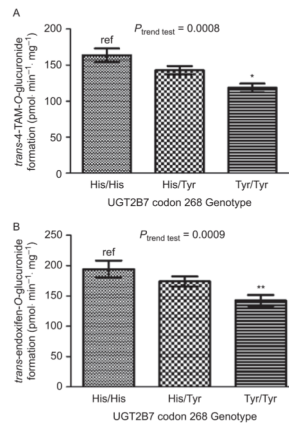 A
P trend test = 0.0008
200
150
100
50
0
ref
*
trans-4-TAM-O-glucuronide
formation (pmol· min⁻¹. mg⁻¹)
His/His His/Tyr Tyr/Tyr
UGT2B7 codon 268 Genotype
B
P trend test = 0.0009
250
200
150
100
50
0
ref
**
trans-endoxifen-O-glucuronide
formation (pmol· min⁻¹. mg⁻¹)
His/His His/Tyr Tyr/Tyr
UGT2B7 codon 268 Genotype